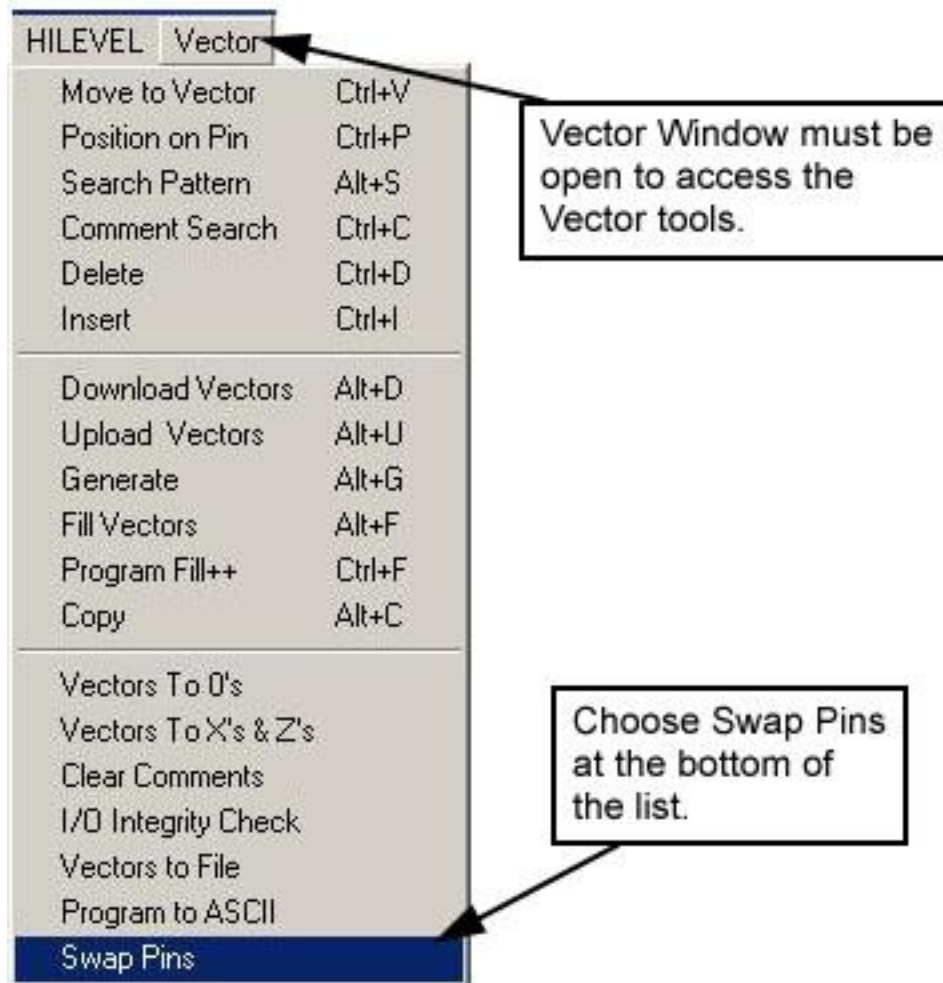 HILEVEL Vector
Move to Vector Ctrl+V
Position on Pin Ctrl+P
Search Pattern Alt+S
Comment Search Ctrl+C
Delete Ctrl+D
Insert Ctrl+I
Download Vectors Alt+D
Upload Vectors Alt+U
Generate Alt+G
Fill Vectors Alt+F
Program Fill++ Ctrl+F
Copy Alt+C
Vectors To 0's
Vectors To X's & Z's
Clear Comments
I/O Integrity Check
Vectors to File
Program to ASCII
Swap Pins
Vector Window must be
open to access the
Vector tools.
Choose Swap Pins
at the bottom of
the list.